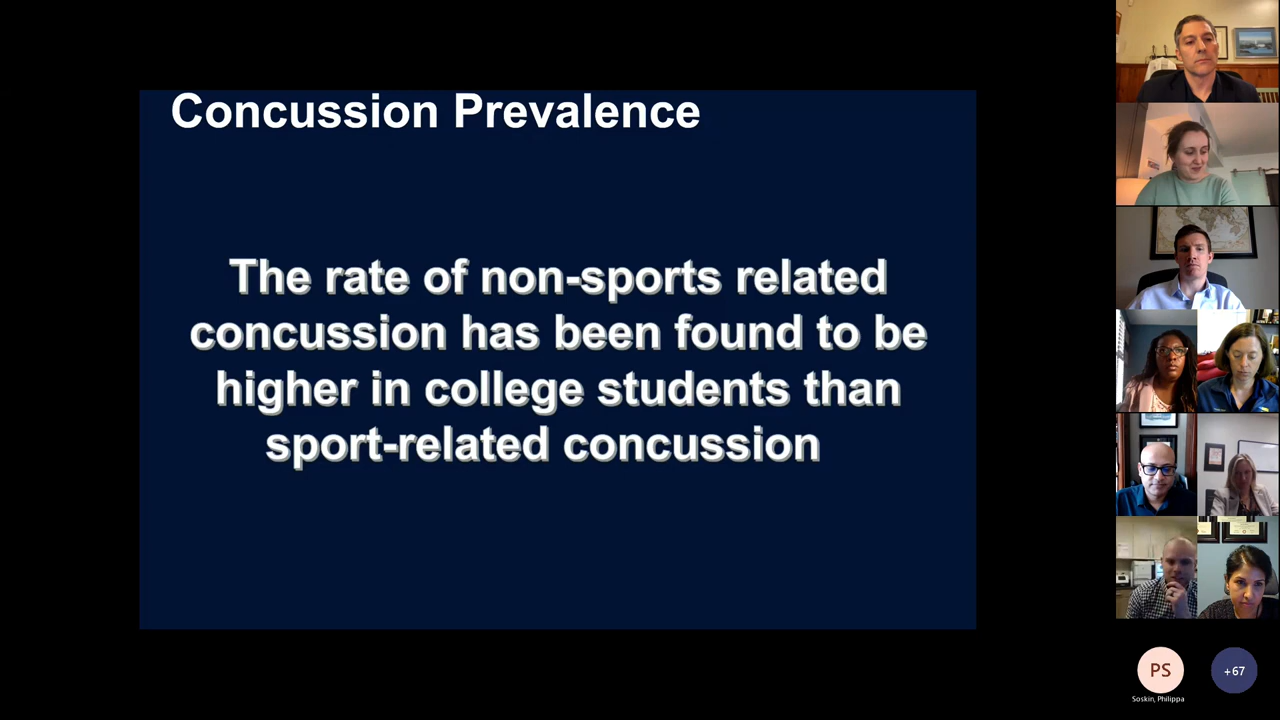 Concussion Prevalence
The rate of non-sports related
concussion has been found to be
higher in college students than
sport-related concussion
PS
+67
Soskin, Philippa